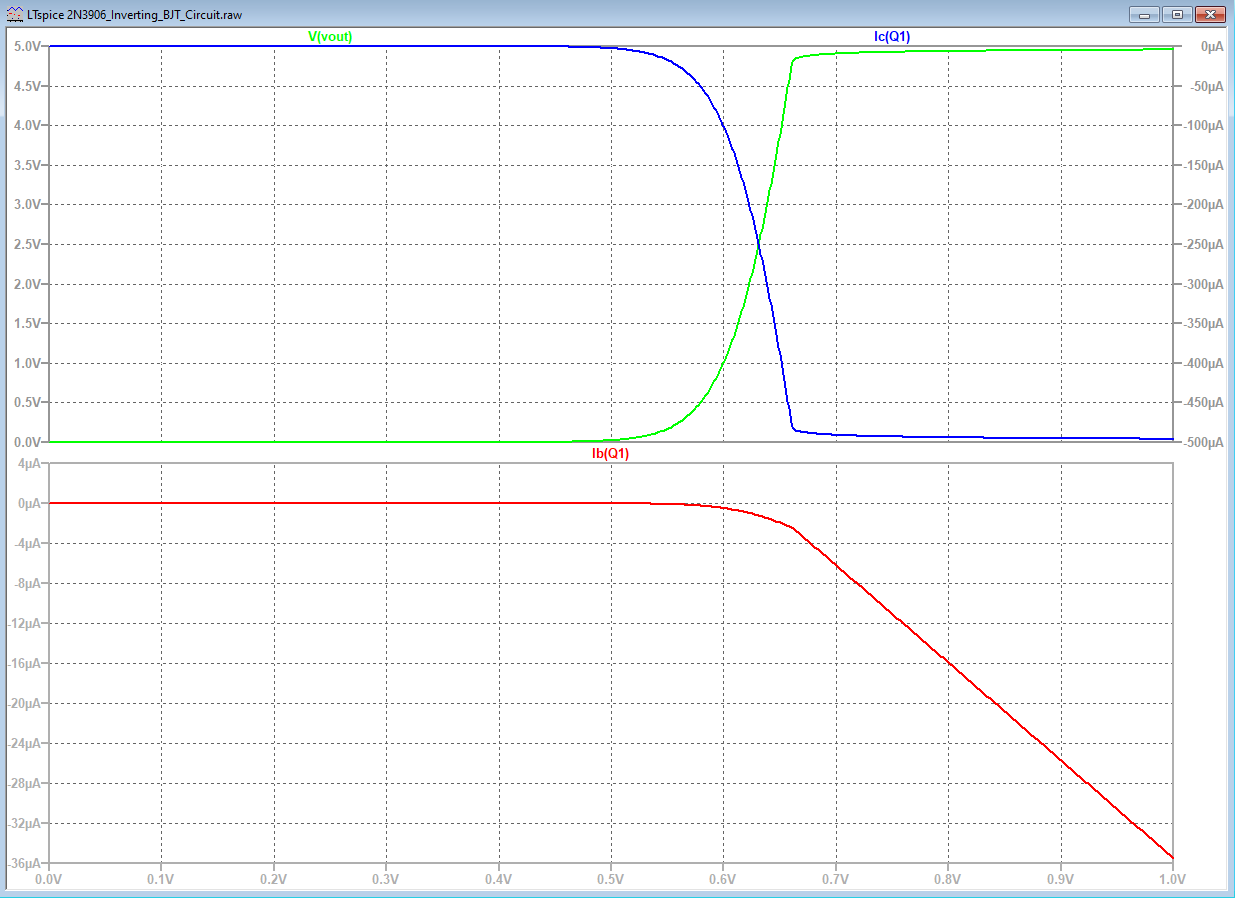 LTspice 2N3906_Inverting_BJT_Circuit.raw
V(vout) Ic(Q1)
5.0V 0µA
4.5V -50µA
4.0V -100µA
3.5V -150µA
3.0V -200µA
2.5V -250µA
2.0V -300µA
1.5V -350µA
1.0V -400µA
0.5V -450µA
0.0V -500µA
Ib(Q1)
4µA
0µA
-4µA
-8µA
-12µA
-16µA
-20µA
-24µA
-28µA
-32µA
-36µA
0.0V 0.1V 0.2V 0.3V 0.4V 0.5V 0.6V 0.7V 0.8V 0.9V 1.0V